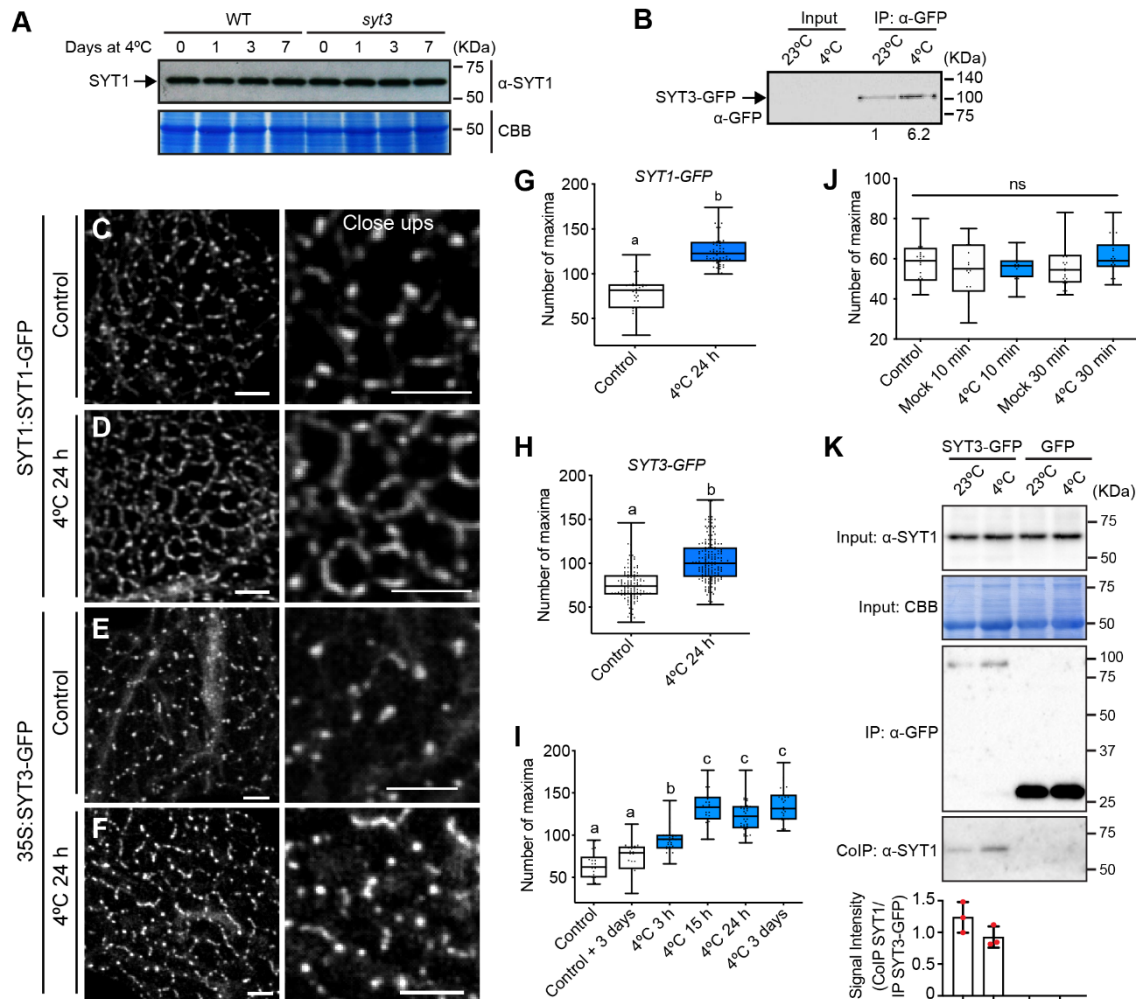 A
WT syt3
Days at 4ºC 0 1 3 7 0 1 3 7 (KDa)
SYT1
75
50
α-SYT1
50
CBB
B
Input IP: α-GFP
23ºC 4ºC 23ºC 4ºC (KDa)
SYT3-GFP
α-GFP
140
100
75
1 6.2
SYT1:SYT1-GFP
Control
C
Close ups
4ºC 24 h
D
35S:SYT3-GFP
Control
E
4ºC 24 h
F
G
SYT1-GFP
Number of maxima
200
150
100
50
a
b
Control
4ºC 24 h
H
SYT3-GFP
Number of maxima
200
150
100
50
a
b
Control
4ºC 24 h
I
Number of maxima
200
150
100
50
a a b c c c
Control
Control + 3 days
4ºC 3 h
4ºC 15 h
4ºC 24 h
4ºC 3 days
J
ns
Number of maxima
100
80
60
40
20
Control
Mock 10 min
4ºC 10 min
Mock 30 min
4ºC 30 min
K
SYT3-GFP GFP
23ºC 4ºC 23ºC 4ºC (KDa)
Input: α-SYT1
75
50
Input: CBB
75
50
IP: α-GFP
100
75
50
37
25
CoIP: α-SYT1
75
50
Signal Intensity
(CoIP SYT1/
IP SYT3-GFP)
1.5
1.0
0.5
0